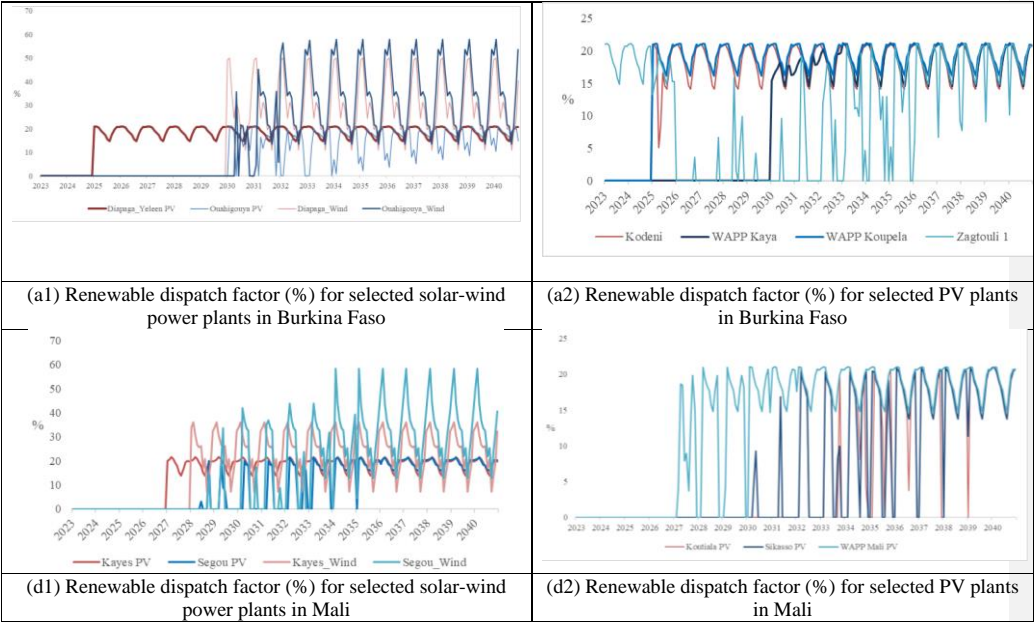 70
60
50
40
30
20
10
0
%
2023 2024 2025 2026 2027 2028 2029 2030 2031 2032 2033 2034 2035 2036 2037 2038 2039 2040
Diapaga_Yeleen PV Ouahigouya PV Diapaga_Wind Ouahigouya_Wind
25
20
15
10
5
0
%
2023 2024 2025 2026 2027 2028 2029 2030 2031 2032 2033 2034 2035 2036 2037 2038 2039 2040
Kodeni WAPP Kaya WAPP Koupela Zagtouli 1
(a1) Renewable dispatch factor (%) for selected solar-wind
power plants in Burkina Faso
(a2) Renewable dispatch factor (%) for selected PV plants
in Burkina Faso
70
60
50
40
30
20
10
0
%
2023 2024 2025 2026 2027 2028 2029 2030 2031 2032 2033 2034 2035 2036 2037 2038 2039 2040
Kayes PV Segou PV Kayes_Wind Segou_Wind
25
20
15
10
5
0
%
2023 2024 2025 2026 2027 2028 2029 2030 2031 2032 2033 2034 2035 2036 2037 2038 2039 2040
Koutiala PV Sikasso PV WAPP Mali PV
(d1) Renewable dispatch factor (%) for selected solar-wind
power plants in Mali
(d2) Renewable dispatch factor (%) for selected PV plants
in Mali